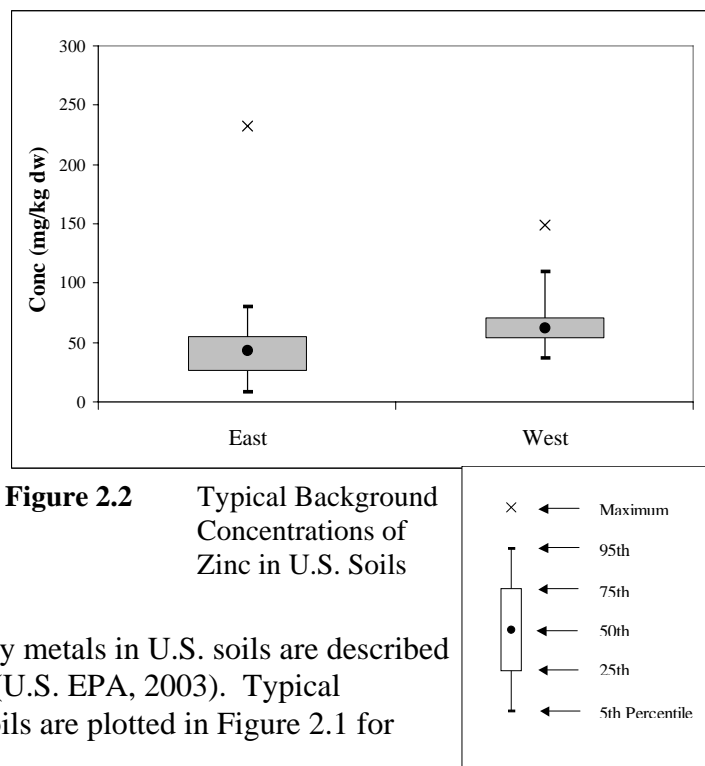 300
250
200
150
100
50
0
Conc (mg/kg dw)
East West
Figure 2.2 Typical Background
Concentrations of
Zinc in U.S. Soils
Maximum
95th
75th
50th
25th
5th Percentile
y metals in U.S. soils are described
U.S. EPA, 2003). Typical
ils are plotted in Figure 2.1 for